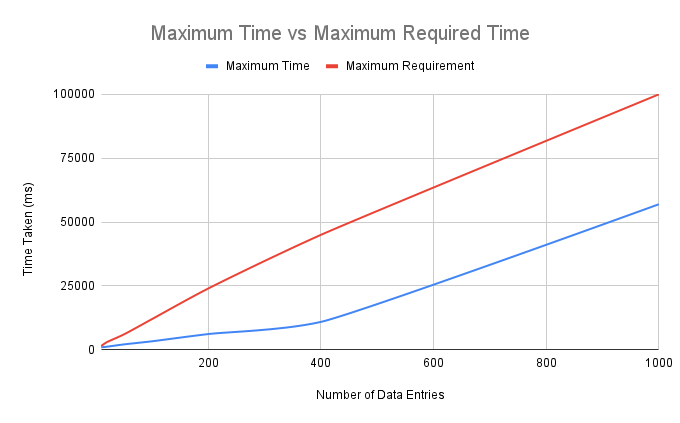 Maximum Time vs Maximum Required Time
Maximum Time
Maximum Requirement
100000
75000
50000
25000
0
Time Taken (ms)
200
400
600
800
1000
Number of Data Entries